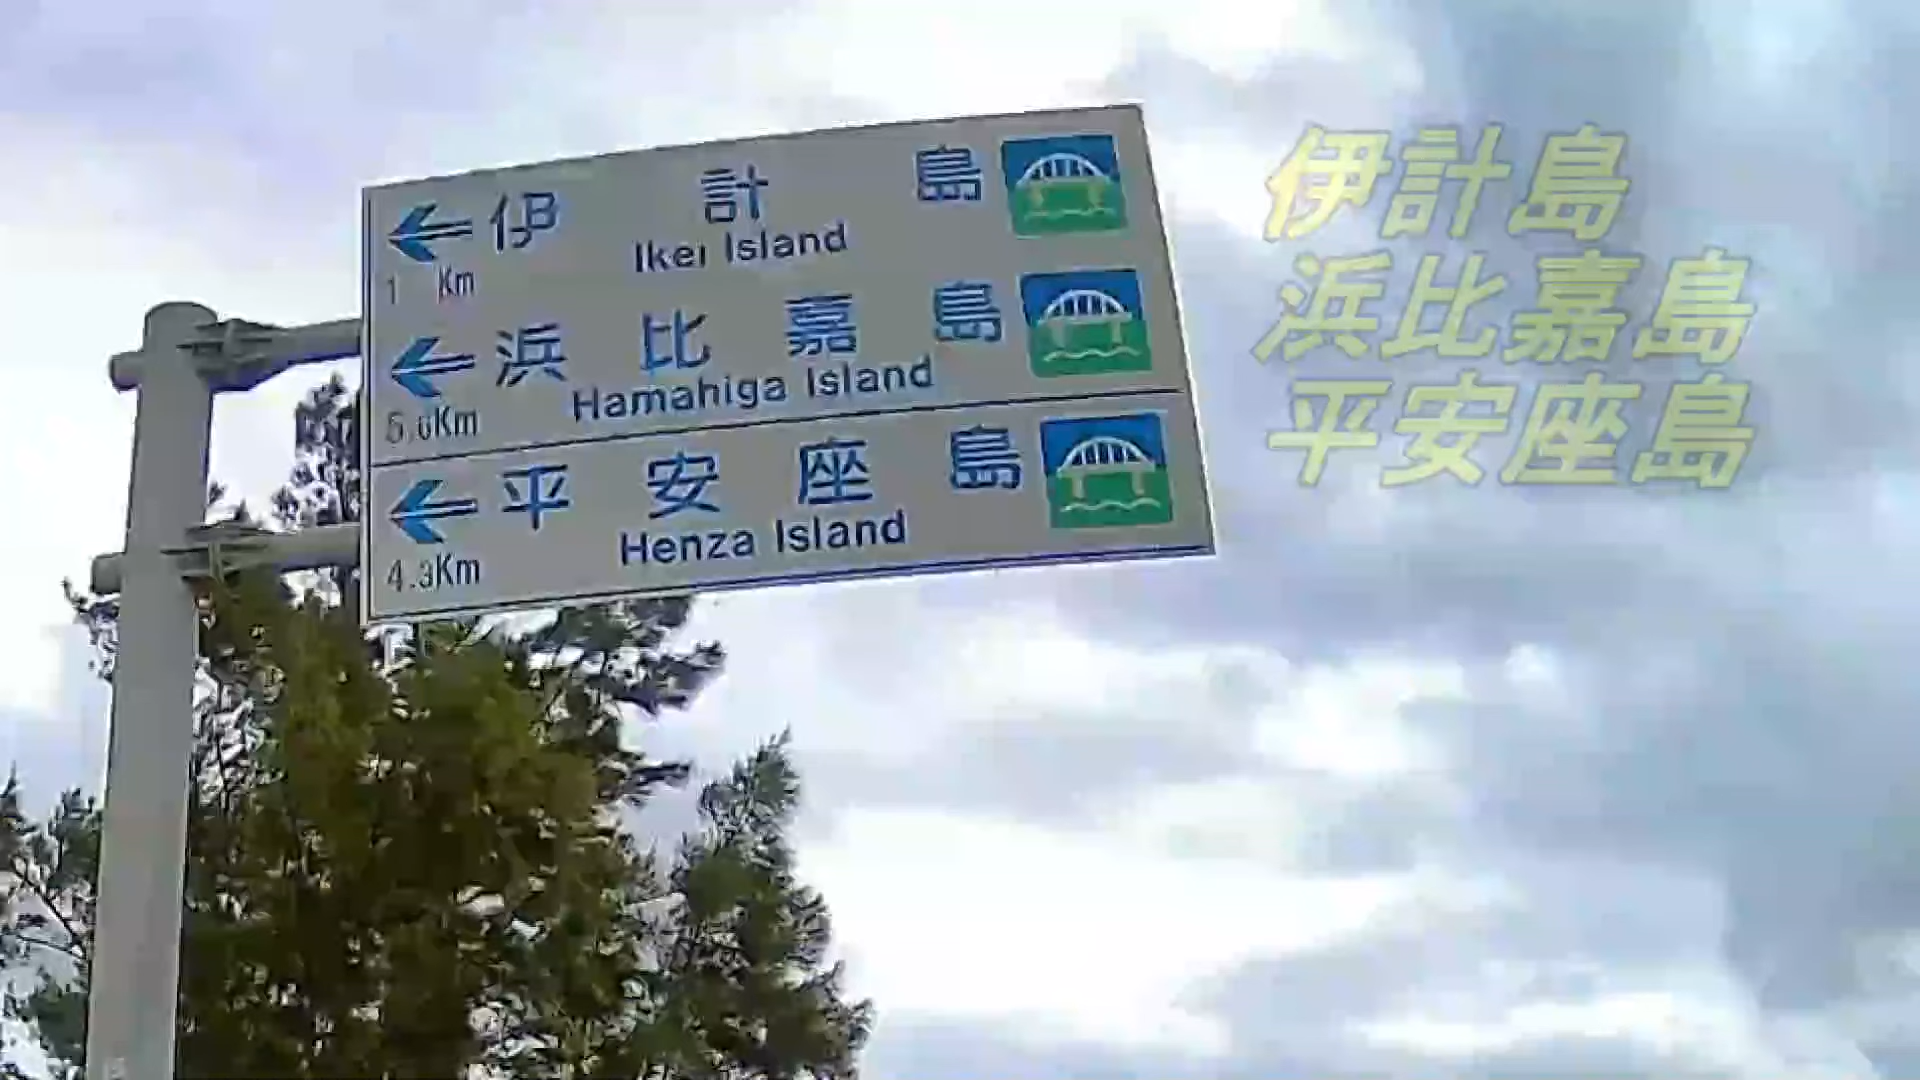 伊計島
Ikei Island
浜比嘉島
Hamahiga Island
Km
平安座島
Henza Island
4.3Km
伊計島
浜比嘉島
平安座島